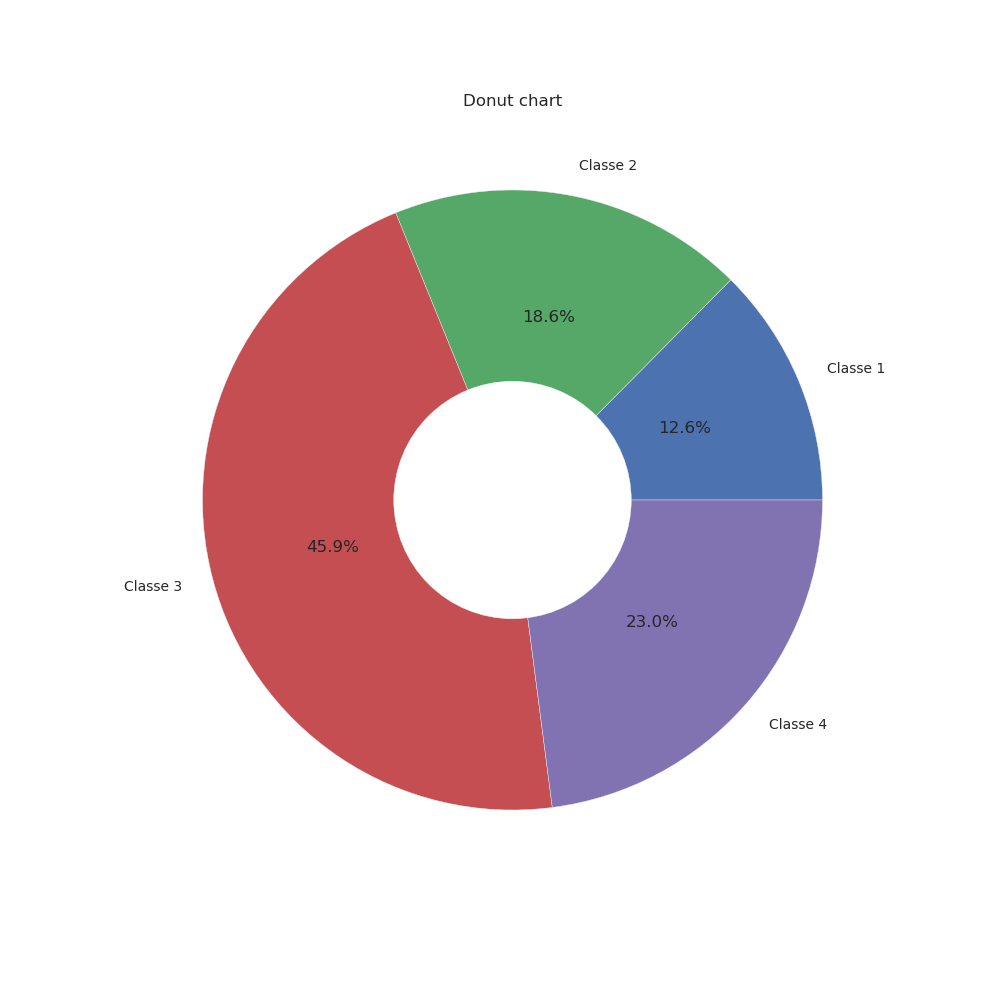 Donut chart
Classe 2
18.6%
Classe 1
12.6%
45.9%
Classe 3
23.0%
Classe 4